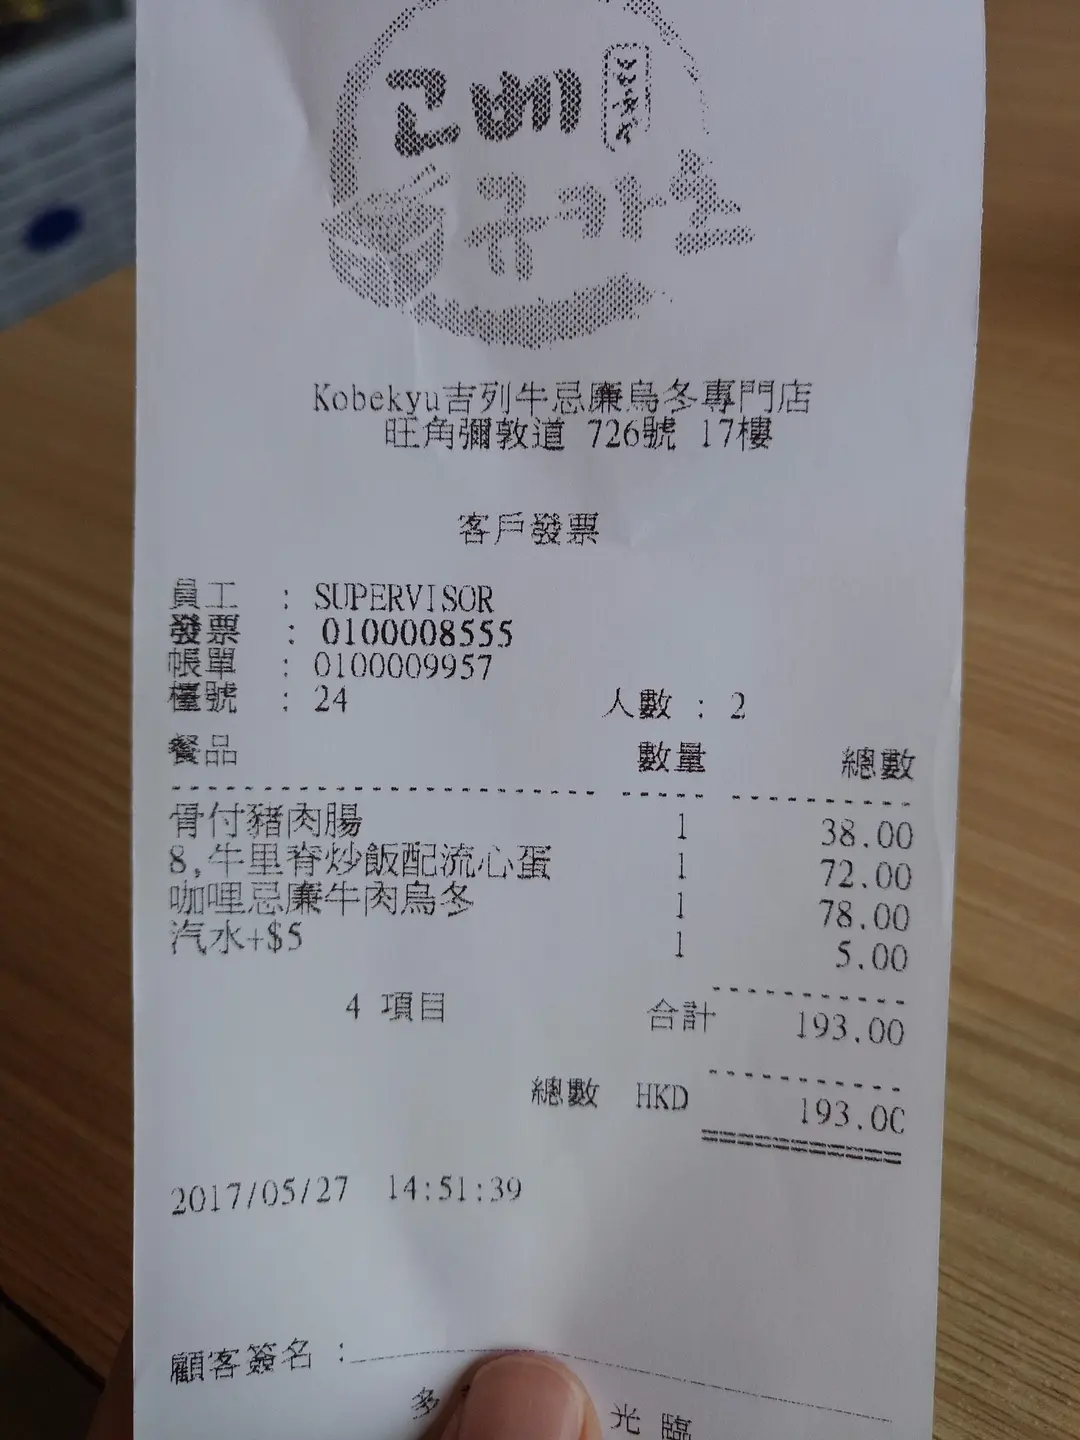 고베
규카츠
Kobekyu吉列牛忌廉烏冬專門店
旺角彌敦道 726號 17樓
客戶發票
員工 : SUPERVISOR
發票 : 0100008555
帳單 : 0100009957
檯號 : 24 人數 : 2
餐品 數量 總數
骨付豬肉腸 1 38.00
8,牛里脊炒飯配流心蛋 1 72.00
咖哩忌廉牛肉烏冬 1 78.00
汽水+$5 1 5.00
4 項目 合計 193.00
總數 HKD 193.00
2017/05/27 14:51:39
顧客簽名 :
多 光臨